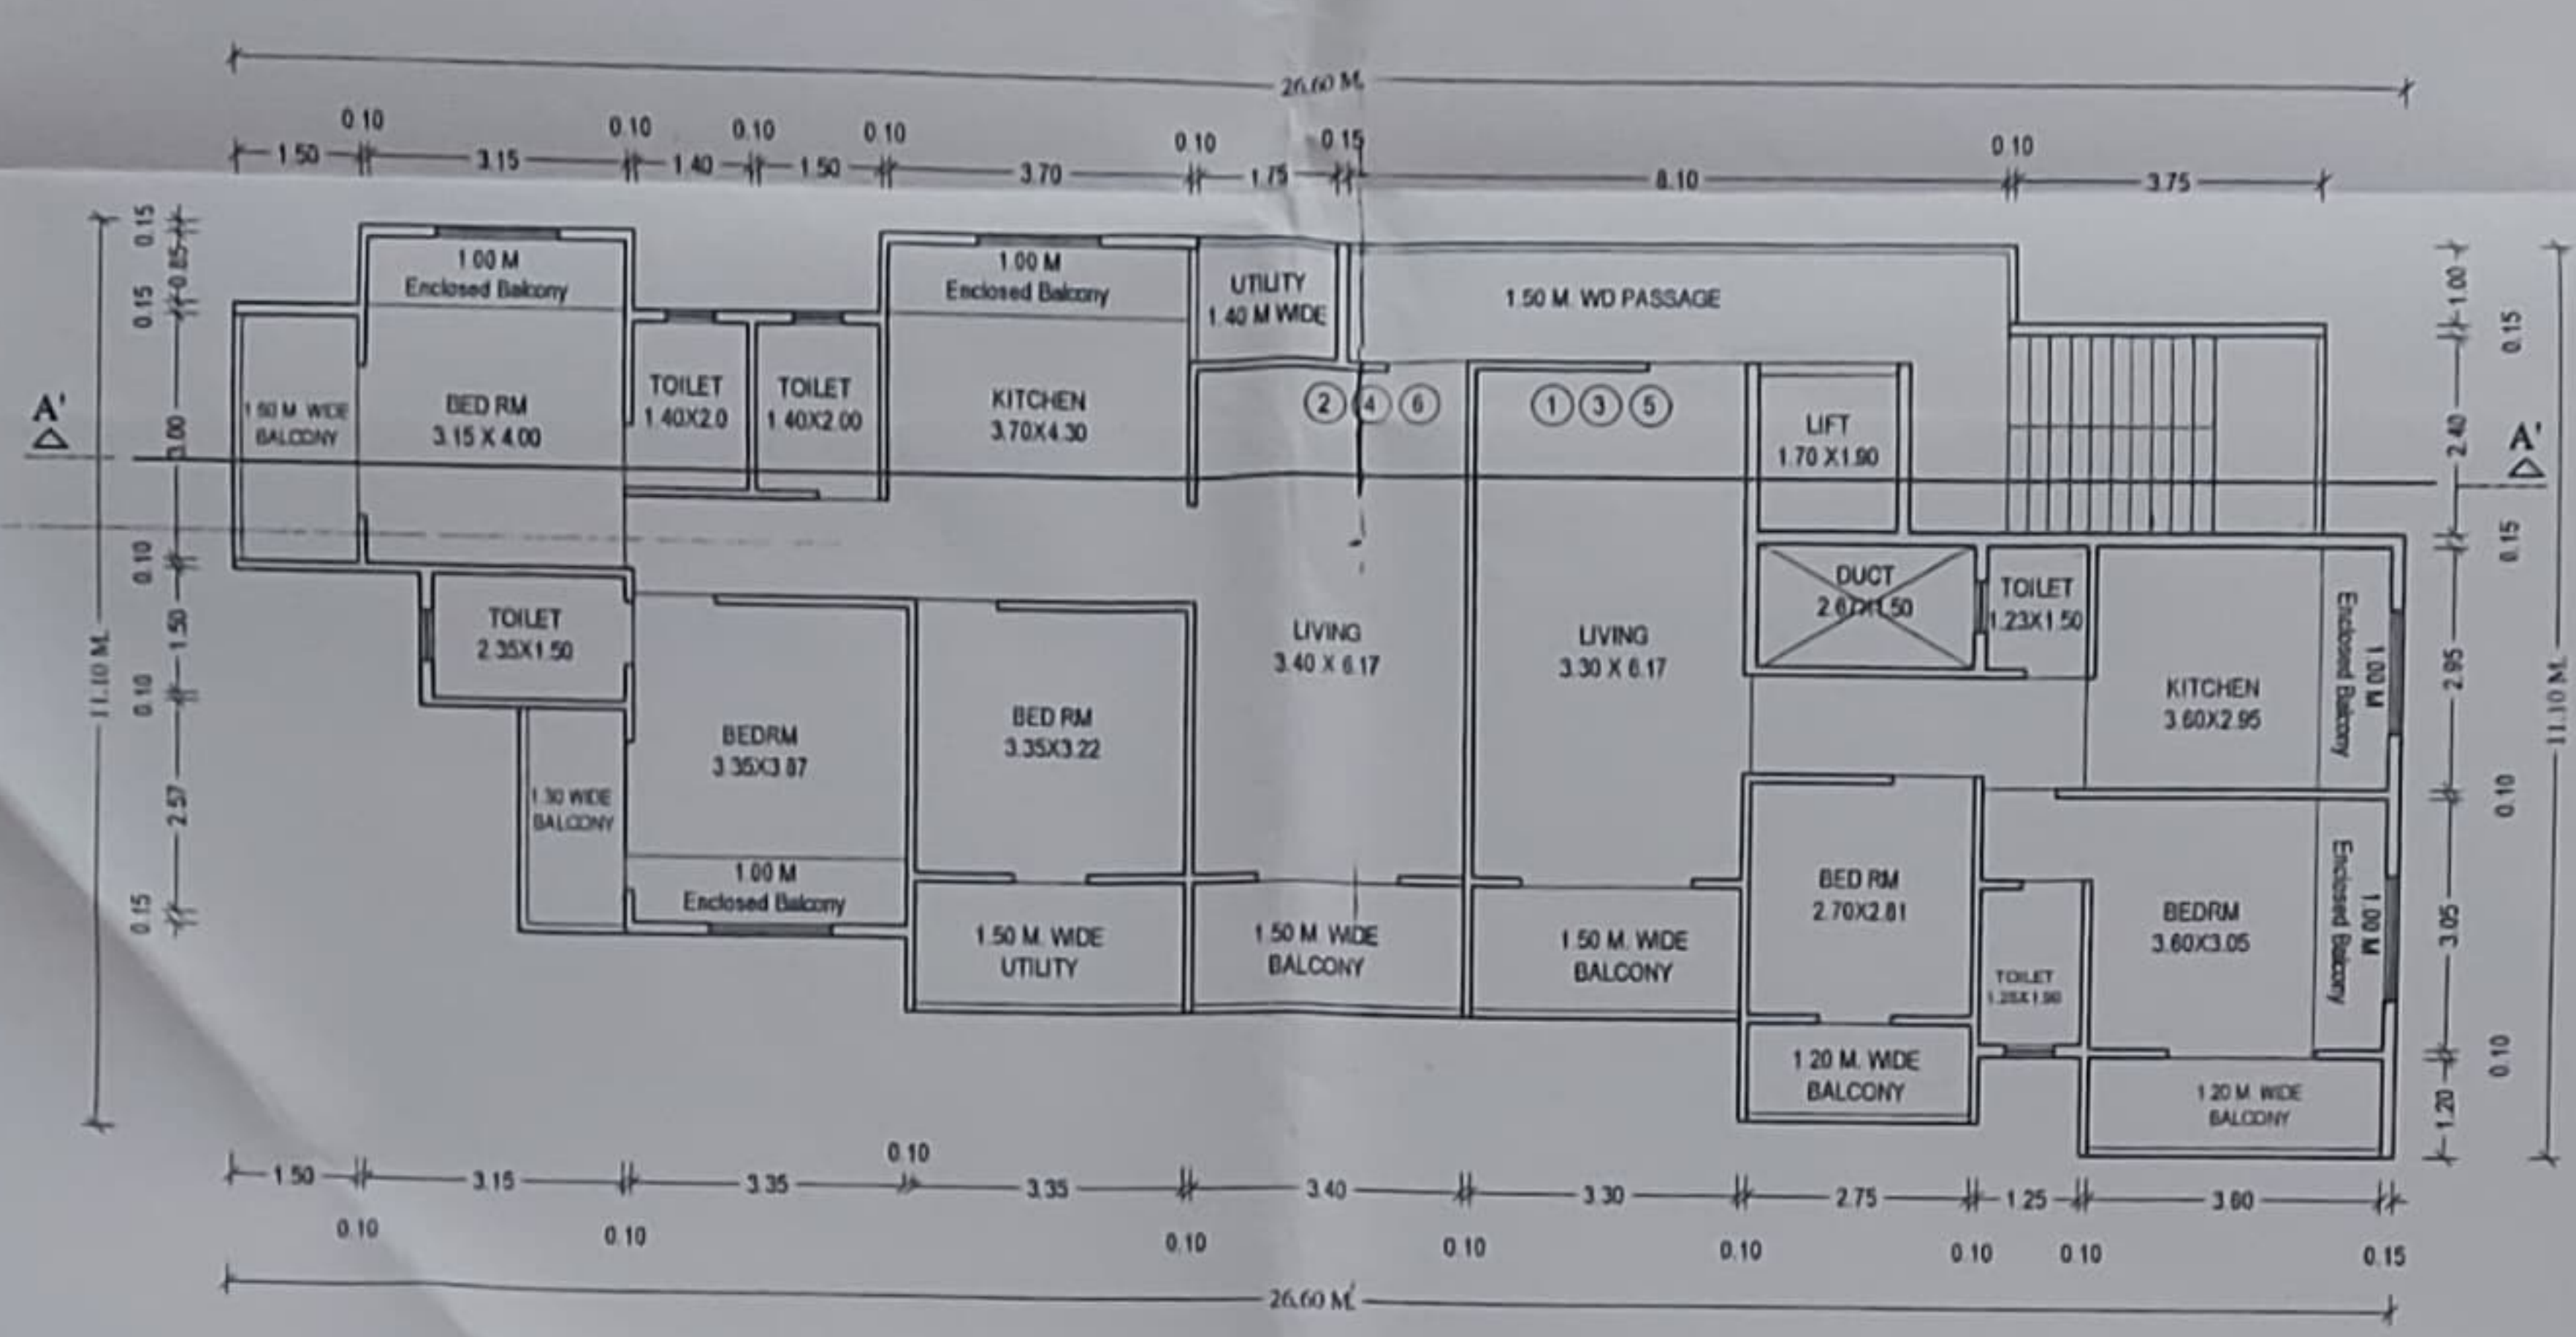 26.60 M.
0.10 0.10 0.10 0.10 0.10 0.15 0.10
1.50 3.15 1.40 1.50 3.70 1.75 8.10 3.75
11.10 M.
0.15
0.85
0.15
3.00
0.10
1.50
0.10
2.57
0.15
A'
A'
1.00 M
Enclosed Balcony
1.00 M
Enclosed Balcony
UTILITY
1.40 M WIDE
1.50 M. WD PASSAGE
BALCONY
BED RM
3.15 X 4.00
TOILET
1.40X2.0
TOILET
1.40X2.00
KITCHEN
3.70X4.30
2 4 6
1 3 5
LIFT
1.70 X1.90
TOILET
2.35X1.50
BEDRM
BED RM
3.35X3.22
LIVING
3.40 X 6.17
LIVING
3.30 X 6.17
DUCT
TOILET
1.23X1.50
KITCHEN
3.60X2.95
1.00 M
Enclosed Balcony
1.30 WIDE
BALCONY
1.00 M
Enclosed Balcony
1.50 M. WIDE
UTILITY
1.50 M. WIDE
BALCONY
1.50 M. WIDE
BALCONY
BED RM
2.70X2.81
TOILET
BEDRM
3.60X3.05
1.00 M
Enclosed Balcony
1.20 M. WIDE
BALCONY
1.20 M. WIDE
BALCONY
1.00
0.15
2.40
0.15
2.95
0.10
3.05
0.10
1.20
11.10 M.
0.10
1.50 3.15 3.35 3.35 3.40 3.30 2.75 1.25 3.60
0.10 0.10 0.10 0.10 0.10 0.10 0.10 0.15
26.60 M.